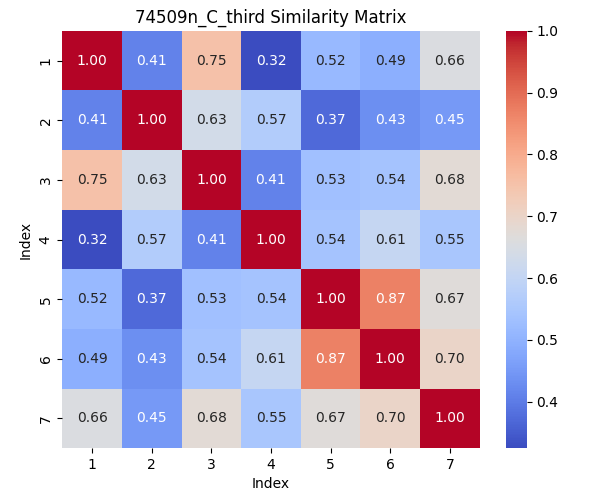 74509n_C_third Similarity Matrix
1 1.00 0.41 0.75 0.32 0.52 0.49 0.66
2 0.41 1.00 0.63 0.57 0.37 0.43 0.45
3 0.75 0.63 1.00 0.41 0.53 0.54 0.68
4 0.32 0.57 0.41 1.00 0.54 0.61 0.55
5 0.52 0.37 0.53 0.54 1.00 0.87 0.67
6 0.49 0.43 0.54 0.61 0.87 1.00 0.70
7 0.66 0.45 0.68 0.55 0.67 0.70 1.00
1 2 3 4 5 6 7
Index
Index
1.0
0.9
0.8
0.7
0.6
0.5
0.4